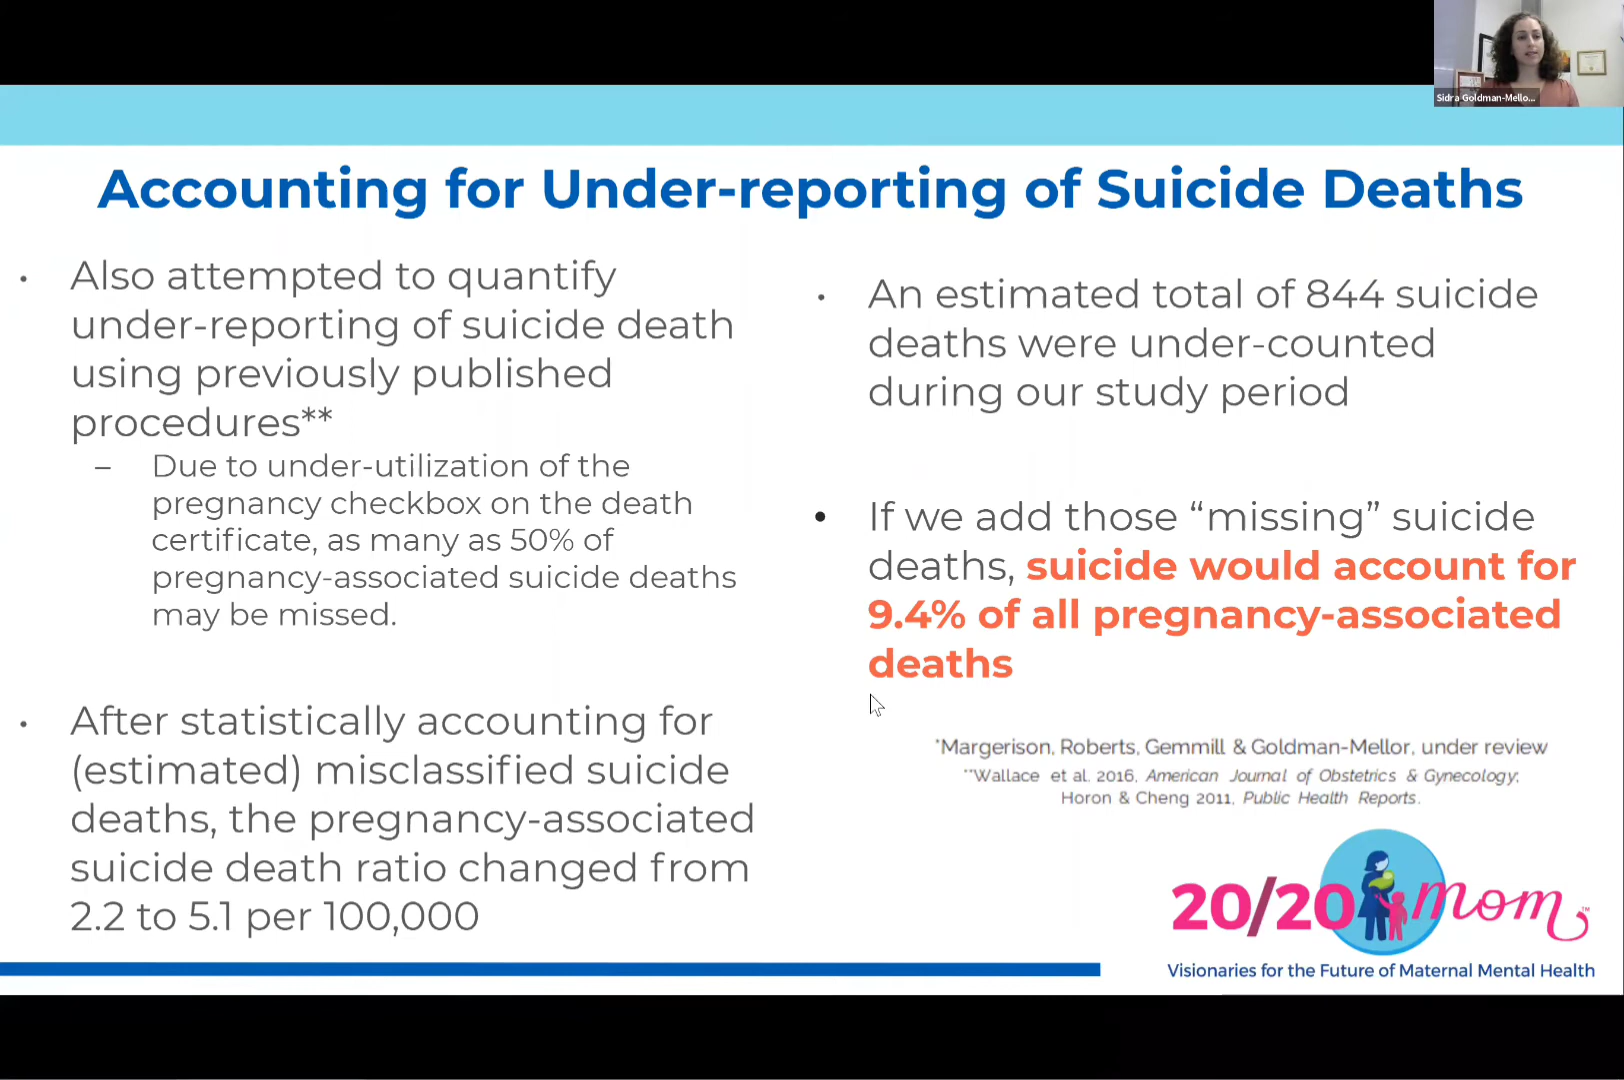 Sidra Goldman-Mello...
Accounting for Under-reporting of Suicide Deaths
• Also attempted to quantify
under-reporting of suicide death
using previously published
procedures**
– Due to under-utilization of the
pregnancy checkbox on the death
certificate, as many as 50% of
pregnancy-associated suicide deaths
may be missed.
• After statistically accounting for
(estimated) misclassified suicide
deaths, the pregnancy-associated
suicide death ratio changed from
2.2 to 5.1 per 100,000
• An estimated total of 844 suicide
deaths were under-counted
during our study period
• If we add those “missing” suicide
deaths, suicide would account for
9.4% of all pregnancy-associated
deaths
*Margerison, Roberts, Gemmill & Goldman-Mellor, under review
**Wallace et al. 2016, American Journal of Obstetrics & Gynecology;
Horon & Cheng 2011, Public Health Reports.
20/20 mom™
Visionaries for the Future of Maternal Mental Health